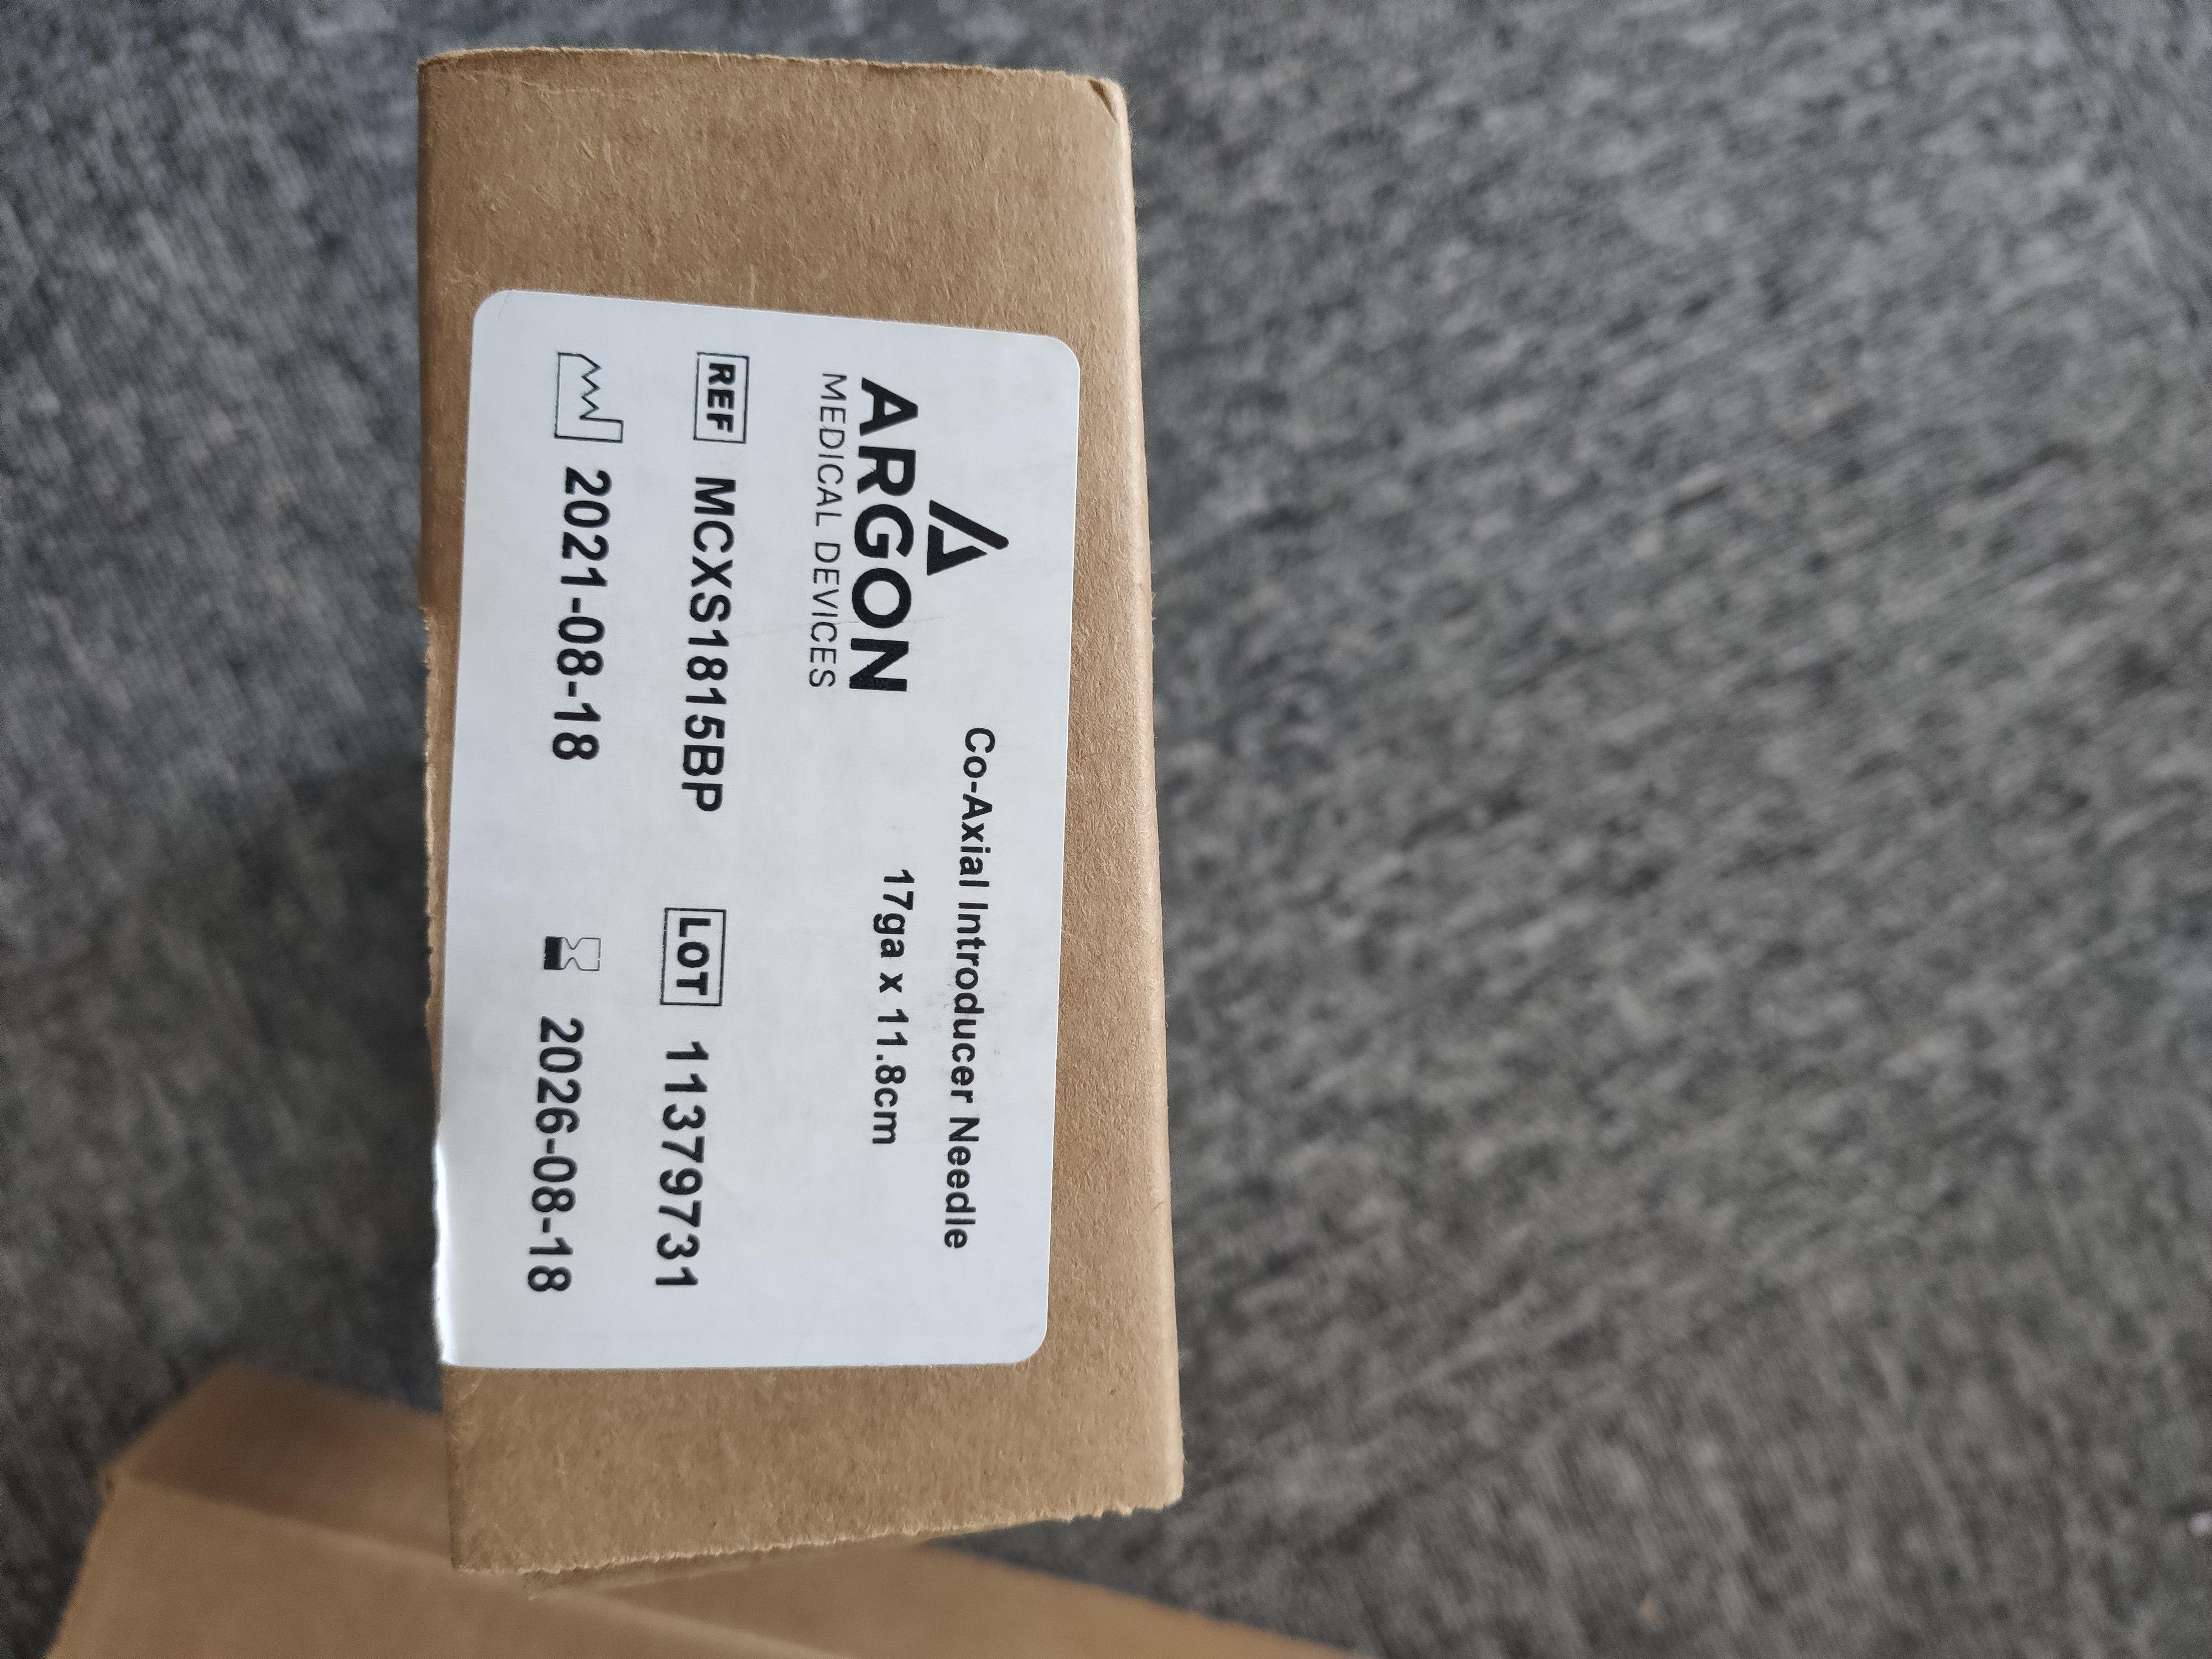 ARGON
MEDICAL DEVICES
Co-Axial Introducer Needle
17ga x 11.8cm
REF MCXS1815BP LOT 11379731
2021-08-18 2026-08-18